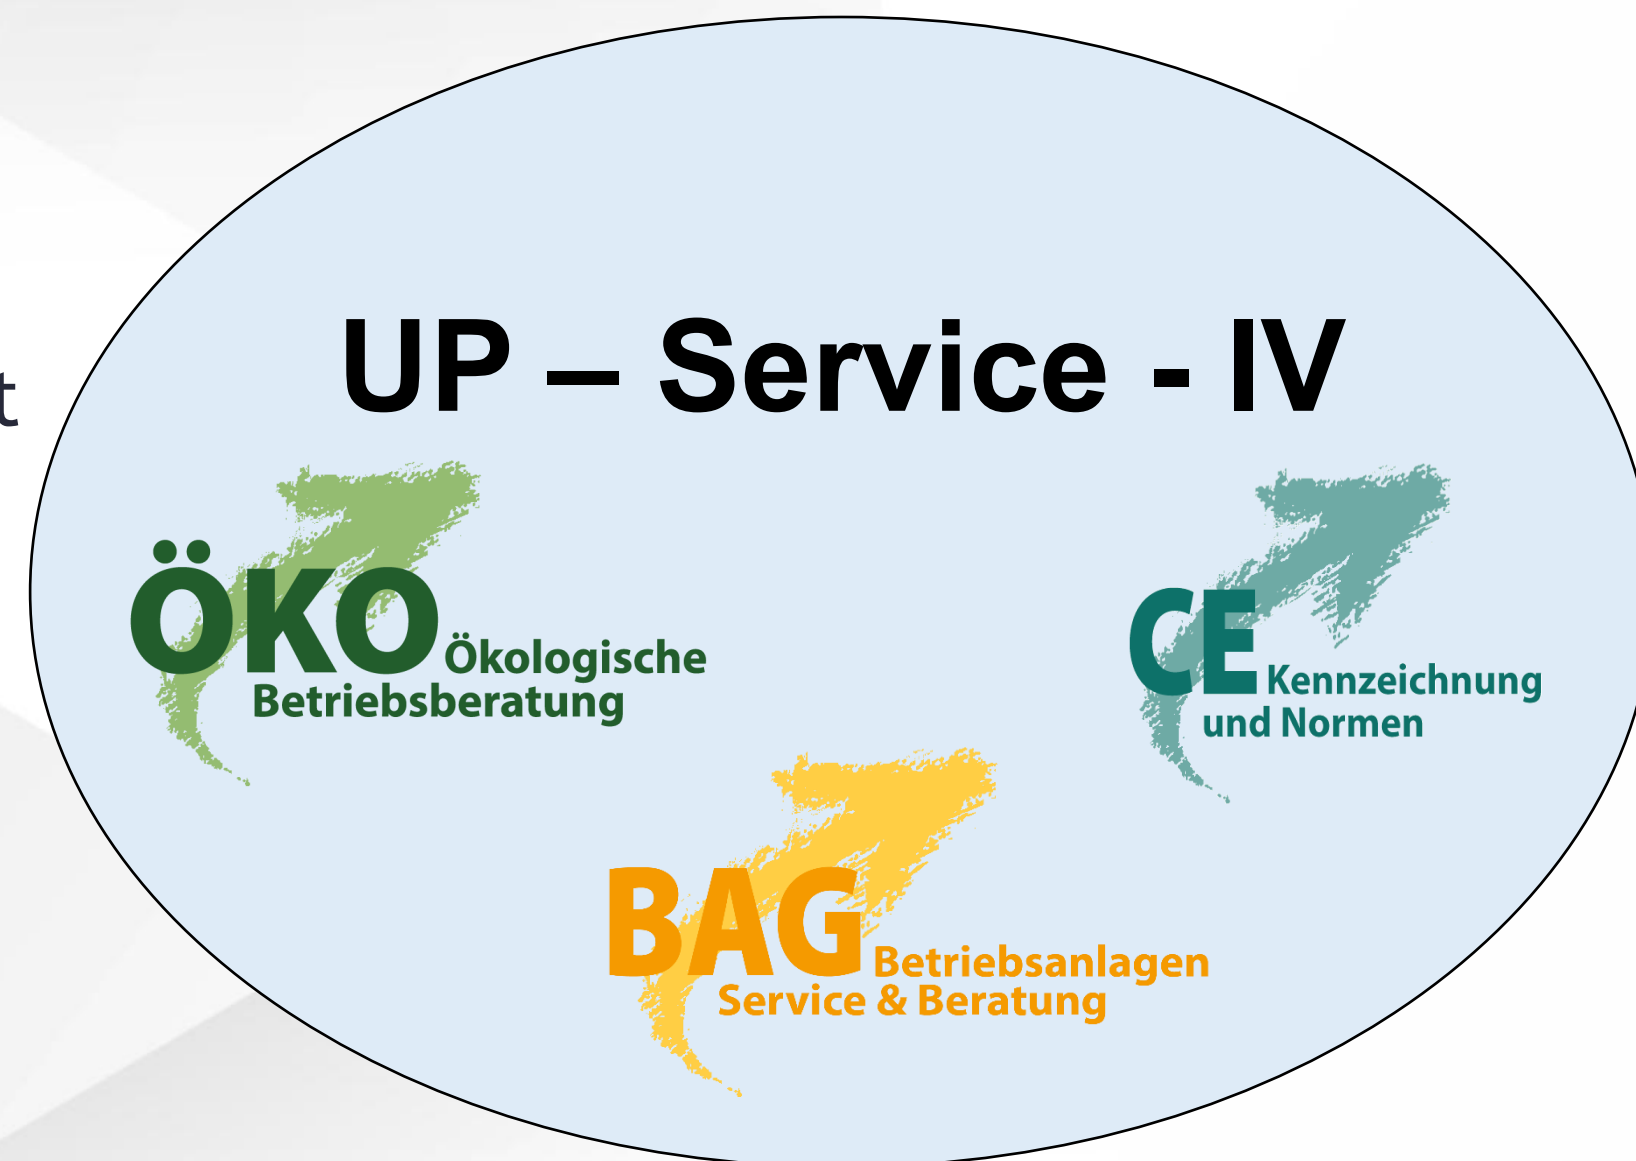 UP – Service - IV
t
ÖKO Ökologische
Betriebsberatung
CE Kennzeichnung
und Normen
BAG Betriebsanlagen
Service & Beratung